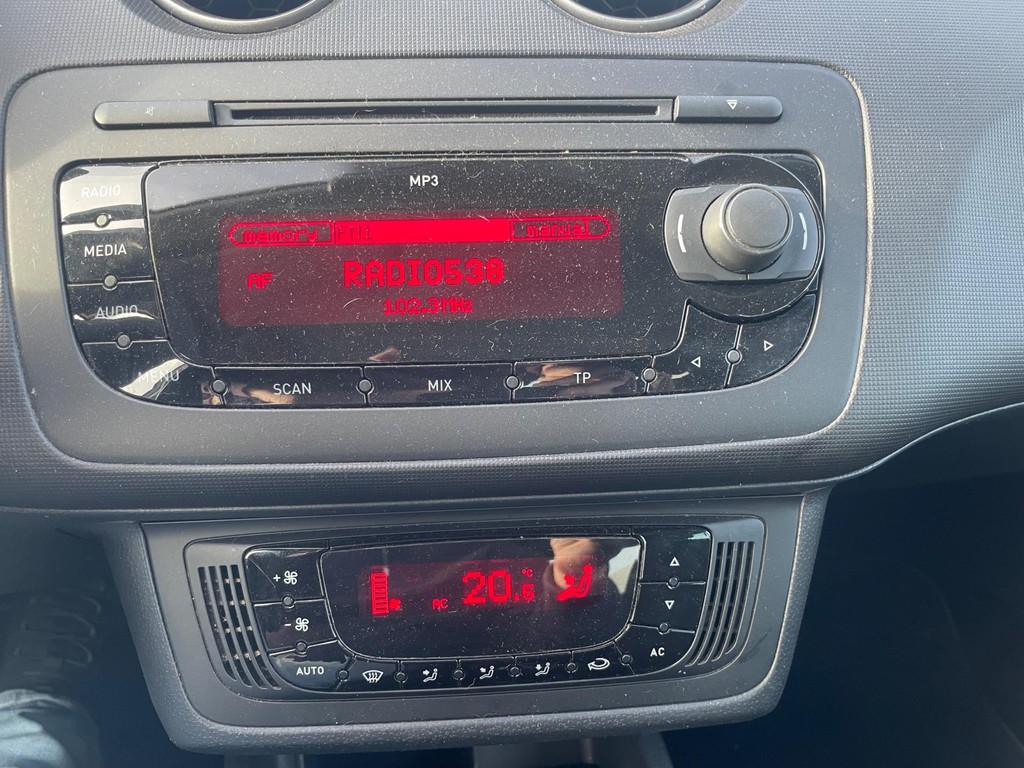 MP3
RADIO
memory FM1 manual
MEDIA
AF RADIO538
AUDIO
102.3MHz
MENU
SCAN MIX TP
AC 20.5 °C
AUTO
AC